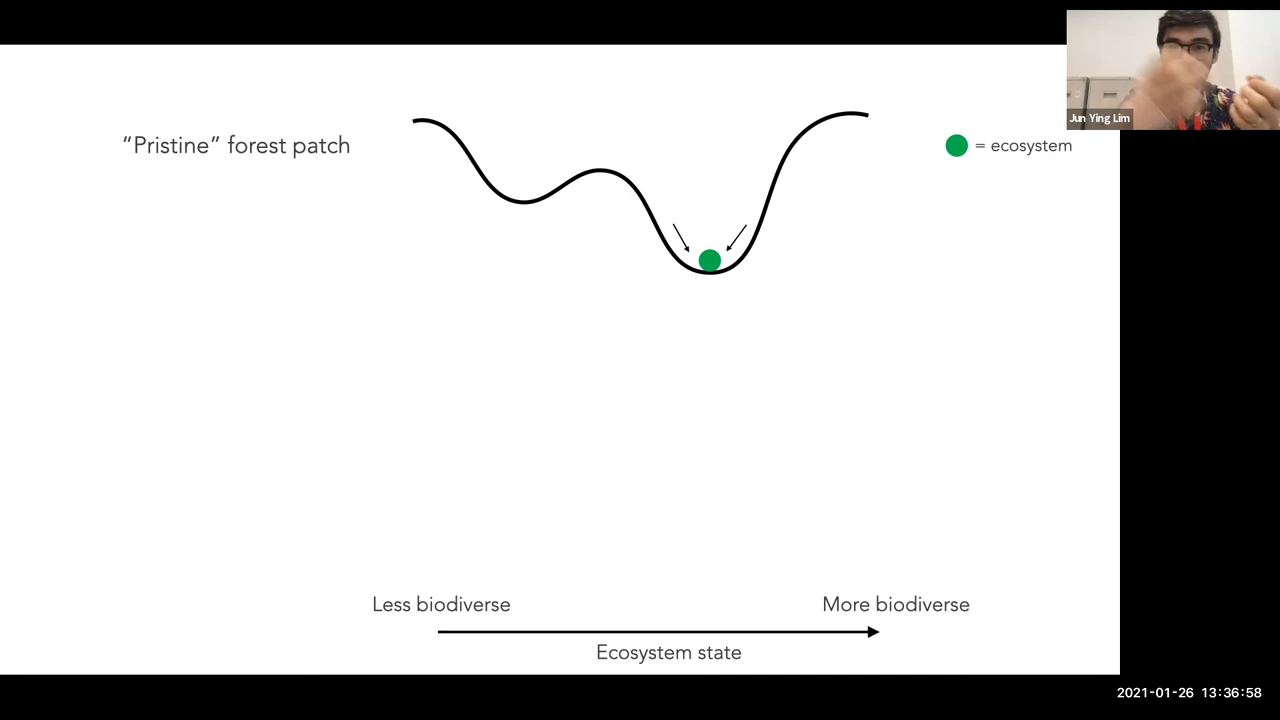 Jun Ying Lim
“Pristine” forest patch
= ecosystem
Less biodiverse
More biodiverse
Ecosystem state
2021-01-26 13:36:58